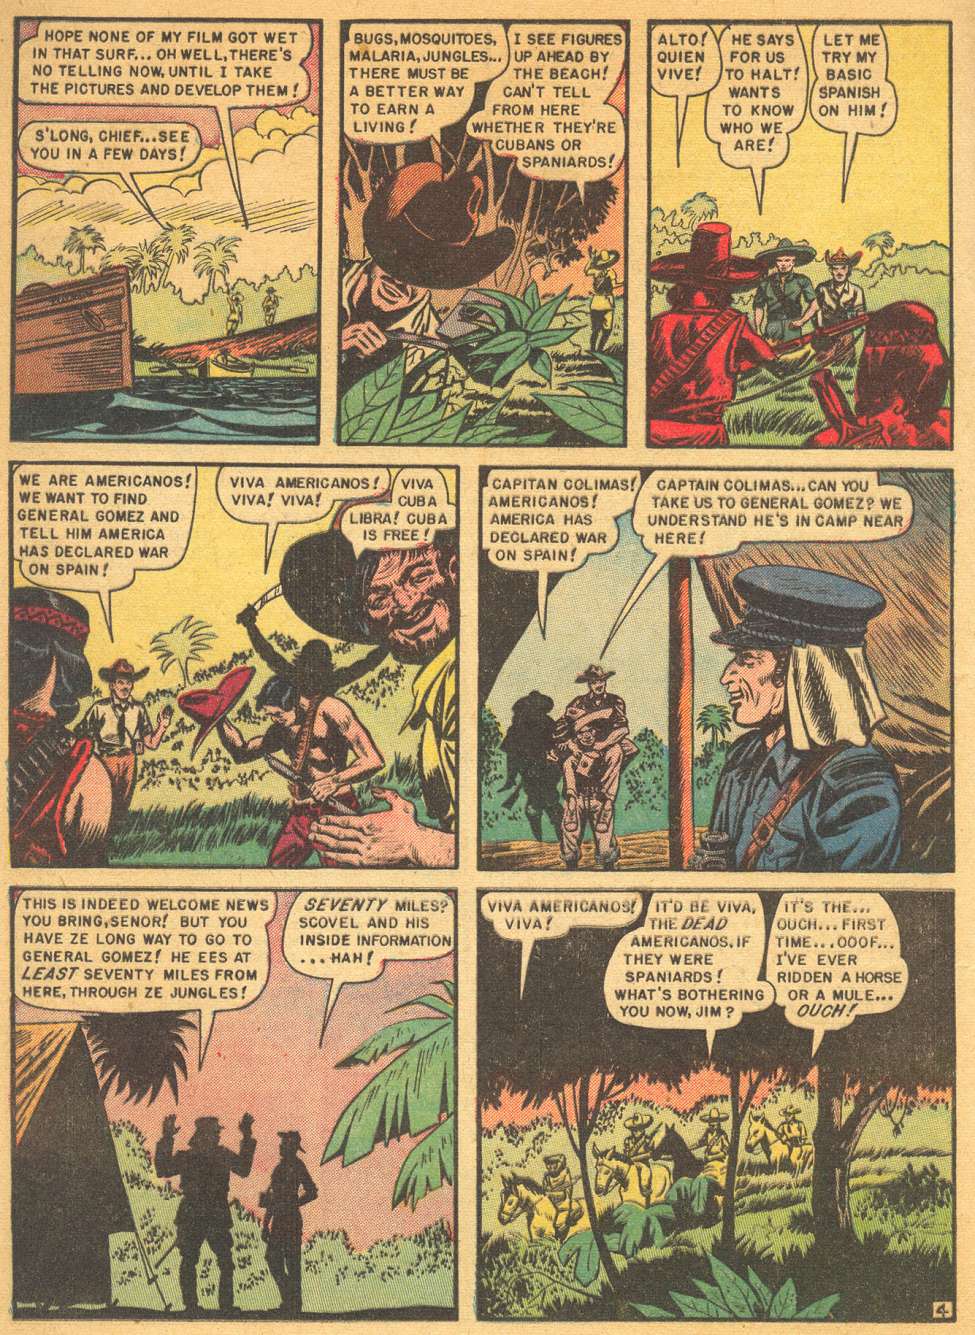 HOPE NONE OF MY FILM GOT WET
IN THAT SURF... OH WELL, THERE'S
NO TELLING NOW, UNTIL I TAKE
THE PICTURES AND DEVELOP THEM!
S'LONG, CHIEF... SEE
YOU IN A FEW DAYS!
BUGS, MOSQUITOES,
MALARIA, JUNGLES...
THERE MUST BE
A BETTER WAY
TO EARN A
LIVING!
I SEE FIGURES
UP AHEAD BY
THE BEACH!
CAN'T TELL
FROM HERE
WHETHER THEY'RE
CUBANS OR
SPANIARDS!
ALTO!
QUIEN
VIVE!
HE SAYS
FOR US
TO HALT!
WANTS
TO KNOW
WHO WE
ARE!
LET ME
TRY MY
BASIC
SPANISH
ON HIM!
WE ARE AMERICANOS!
WE WANT TO FIND
GENERAL GOMEZ AND
TELL HIM AMERICA
HAS DECLARED WAR
ON SPAIN!
VIVA AMERICANOS!
VIVA! VIVA!
VIVA
CUBA
LIBRA! CUBA
IS FREE!
CAPITAN COLIMAS!
AMERICANOS!
AMERICA HAS
DECLARED WAR
ON SPAIN!
CAPTAIN COLIMAS... CAN YOU
TAKE US TO GENERAL GOMEZ? WE
UNDERSTAND HE'S IN CAMP NEAR
HERE!
THIS IS INDEED WELCOME NEWS
YOU BRING, SENOR! BUT YOU
HAVE ZE LONG WAY TO GO TO
GENERAL GOMEZ! HE EES AT
LEAST SEVENTY MILES FROM
HERE, THROUGH ZE JUNGLES!
SEVENTY MILES?
SCOVEL AND HIS
INSIDE INFORMATION
... HAH!
VIVA AMERICANOS!
VIVA!
IT'D BE VIVA,
THE DEAD
AMERICANOS, IF
THEY WERE
SPANIARDS!
WHAT'S BOTHERING
YOU NOW, JIM?
IT'S THE...
OUCH... FIRST
TIME... OOOF...
I'VE EVER
RIDDEN A HORSE
OR A MULE...
OUCH!
4